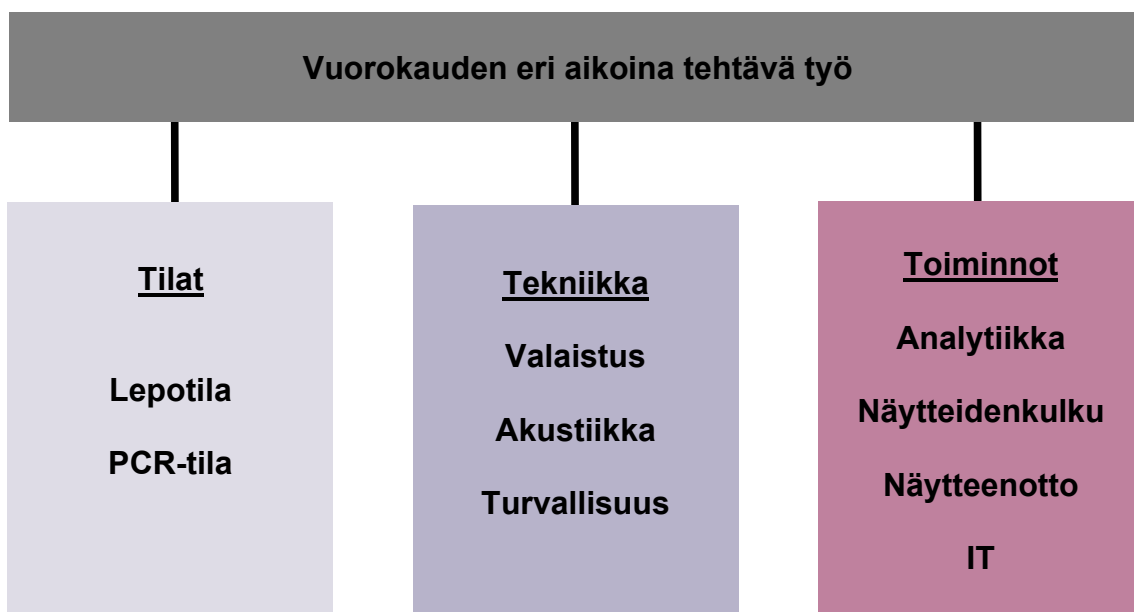 Vuorokauden eri aikoina tehtävä työ
Tilat
Lepotila
PCR-tila
Tekniikka
Valaistus
Akustiikka
Turvallisuus
Toiminnot
Analytiikka
Näytteidenkulku
Näytteenotto
IT